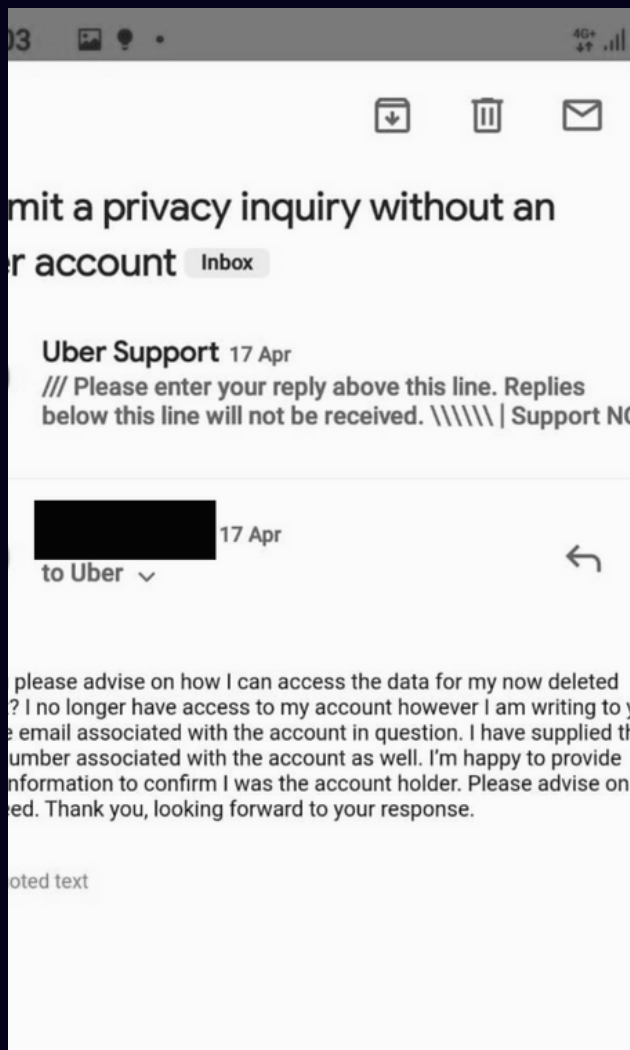 03
4G+
mit a privacy inquiry without an
r account Inbox
Uber Support 17 Apr
/// Please enter your reply above this line. Replies
below this line will not be received. \\\\\\ | Support N
17 Apr
to Uber
please advise on how I can access the data for my now deleted
? I no longer have access to my account however I am writing to y
e email associated with the account in question. I have supplied th
umber associated with the account as well. I'm happy to provide
nformation to confirm I was the account holder. Please advise on
eed. Thank you, looking forward to your response.
oted text